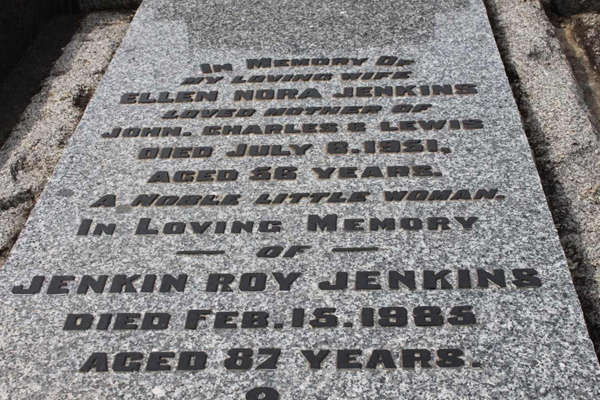 IN MEMORY OF
MY LOVING WIFE
ELLEN NORA JENKINS
LOVED MOTHER OF
JOHN, CHARLES & LEWIS
DIED JULY 8.1951.
AGED 56 YEARS.
A NOBLE LITTLE WOMAN.
IN LOVING MEMORY
— OF —
JENKIN ROY JENKINS
DIED FEB.15.1985
AGED 87 YEARS.